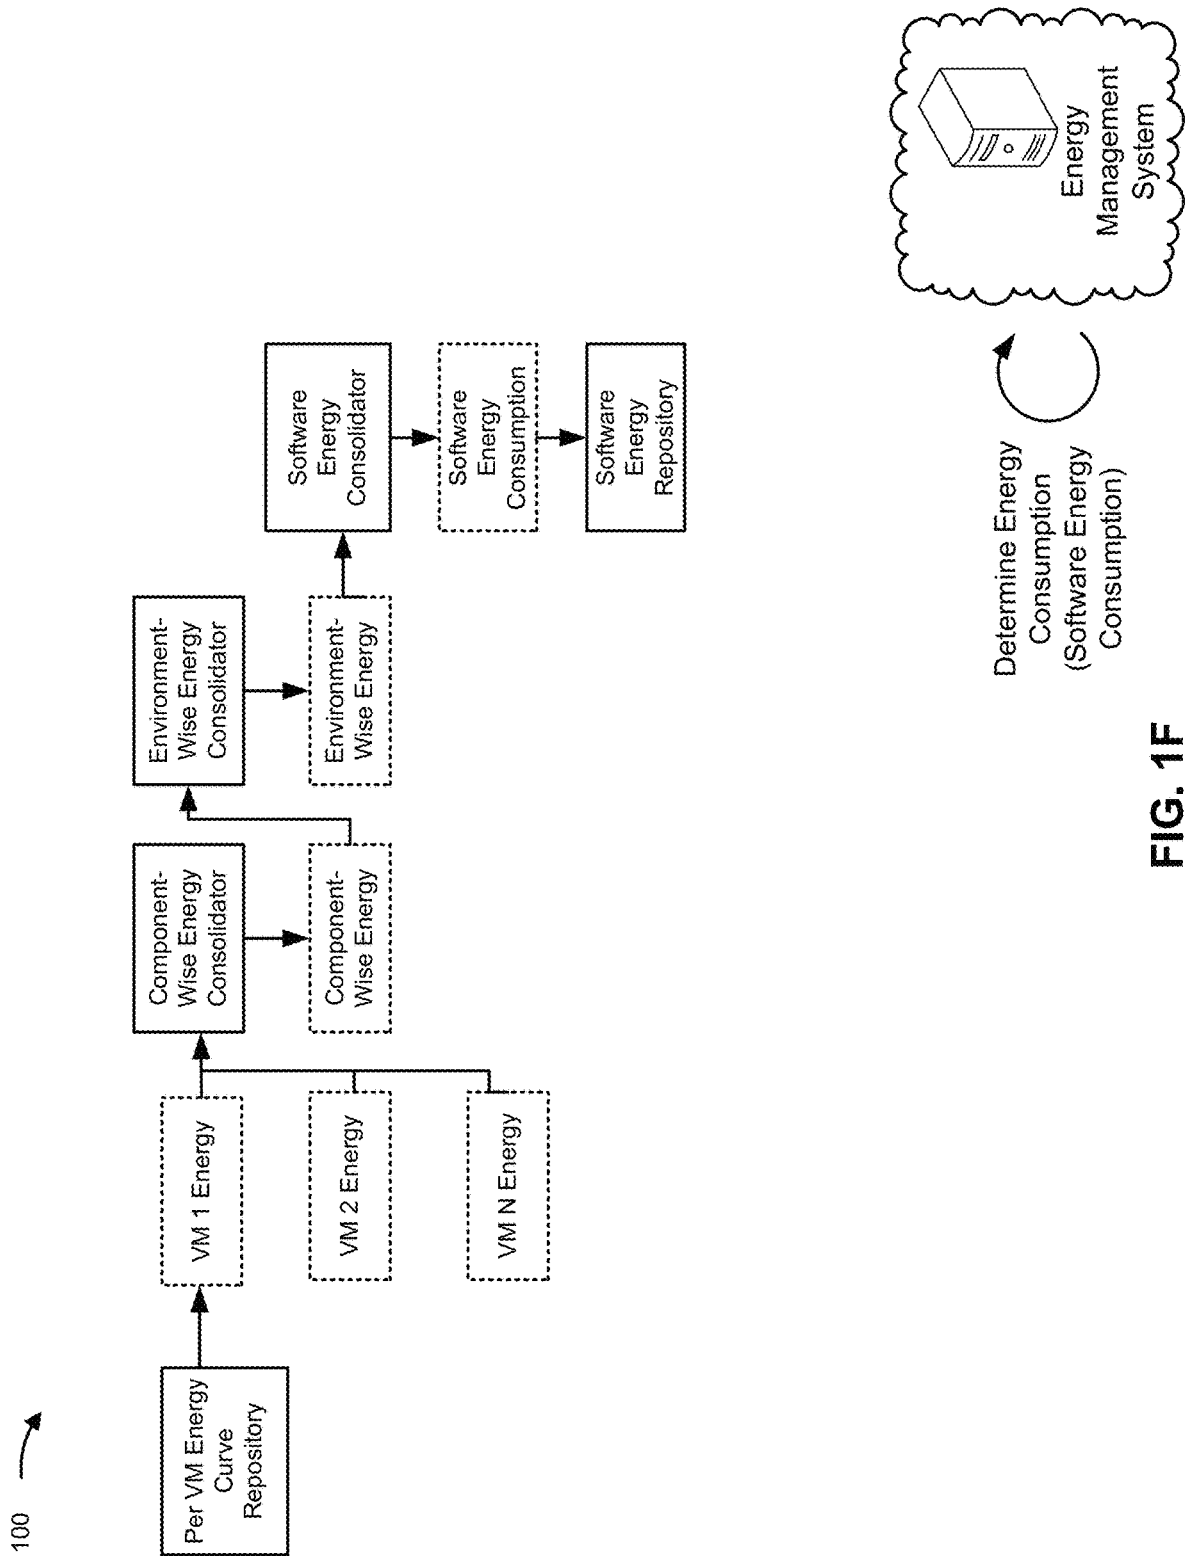 100
Per VM Energy
Curve
Repository
VM 1 Energy
VM 2 Energy
VM N Energy
Component-
Wise Energy
Consolidator
Component-
Wise Energy
Environment-
Wise Energy
Consolidator
Environment-
Wise Energy
Software
Energy
Consolidator
Software
Energy
Consumption
Software
Energy
Repository
Determine Energy
Consumption
(Software Energy
Consumption)
Energy
Management
System
FIG. 1F